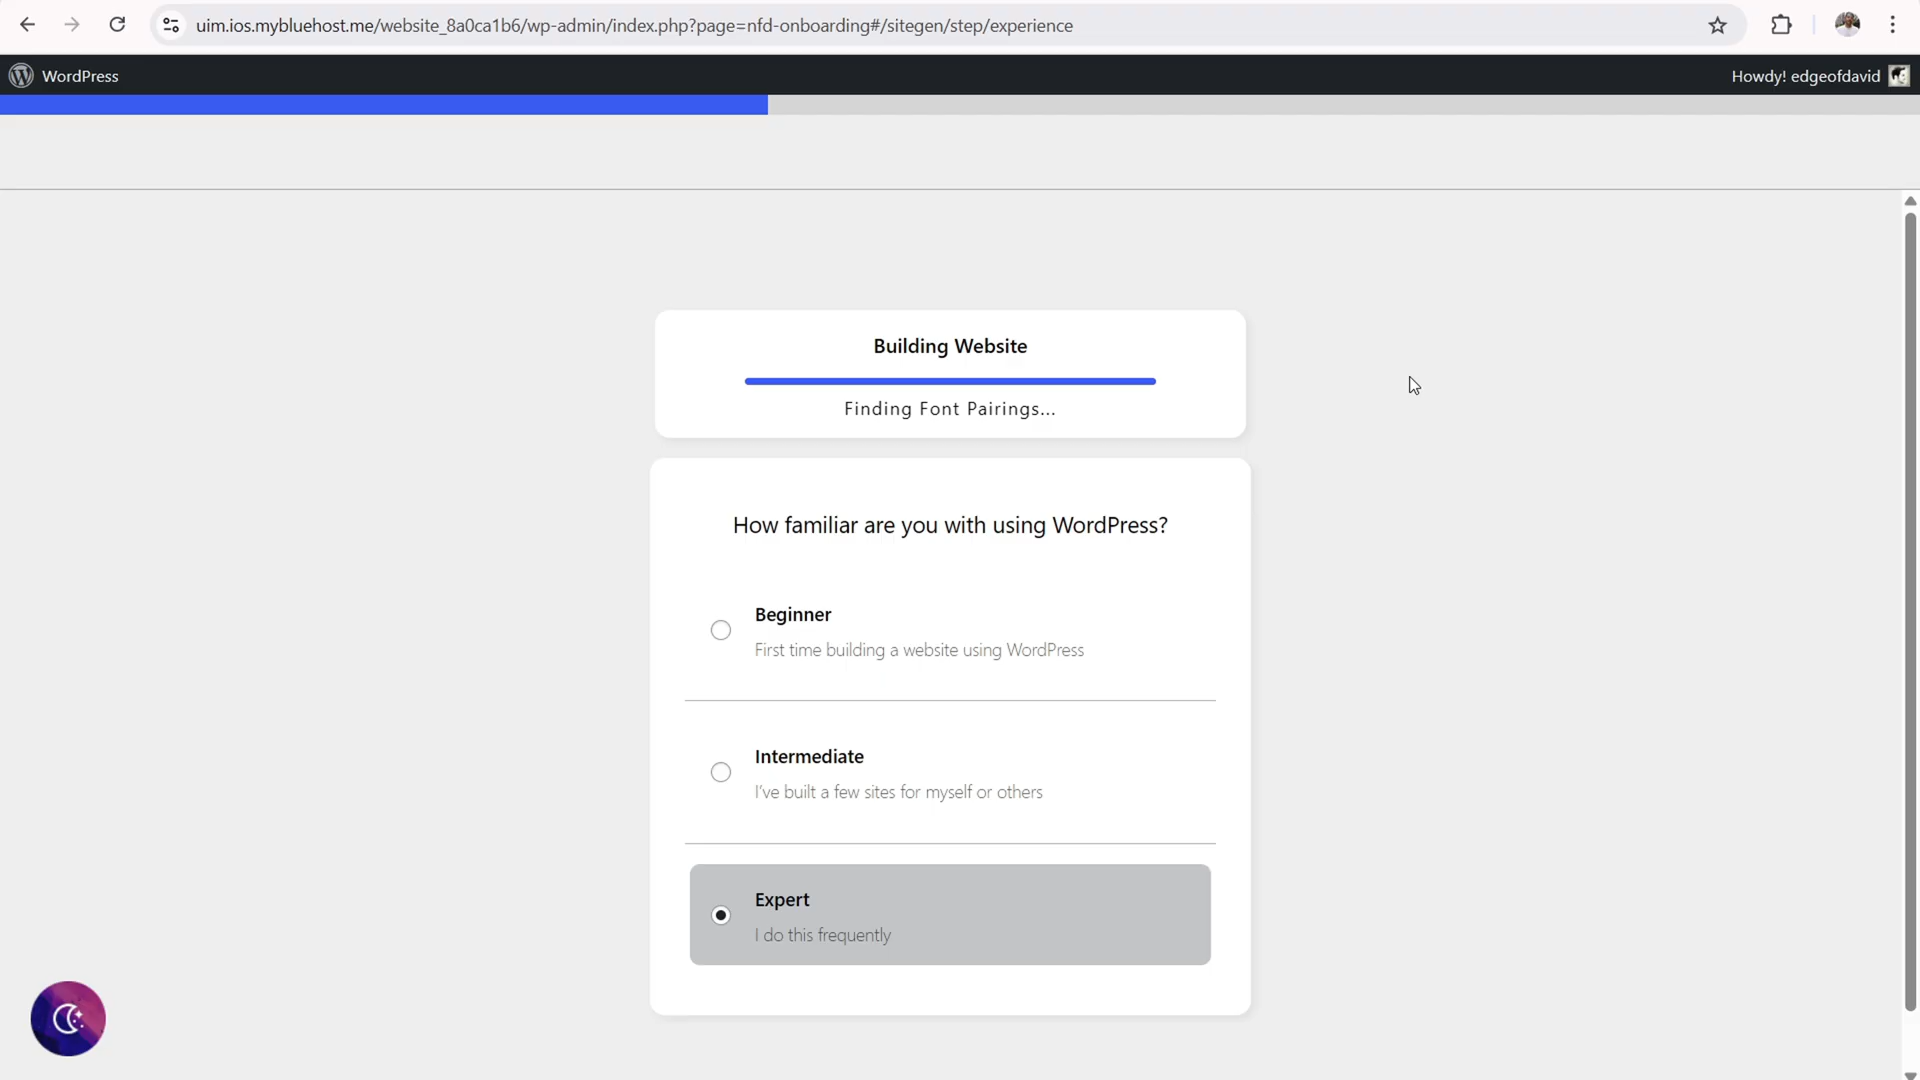 uim.ios.mybluehost.me/website_8a0ca1b6/wp-admin/index.php?page=nfd-onboarding#/sitegen/step/experience
WordPress
Howdy! edgeofdavid
Building Website
Finding Font Pairings...
How familiar are you with using WordPress?
Beginner
First time building a website using WordPress
Intermediate
I've built a few sites for myself or others
Expert
I do this frequently